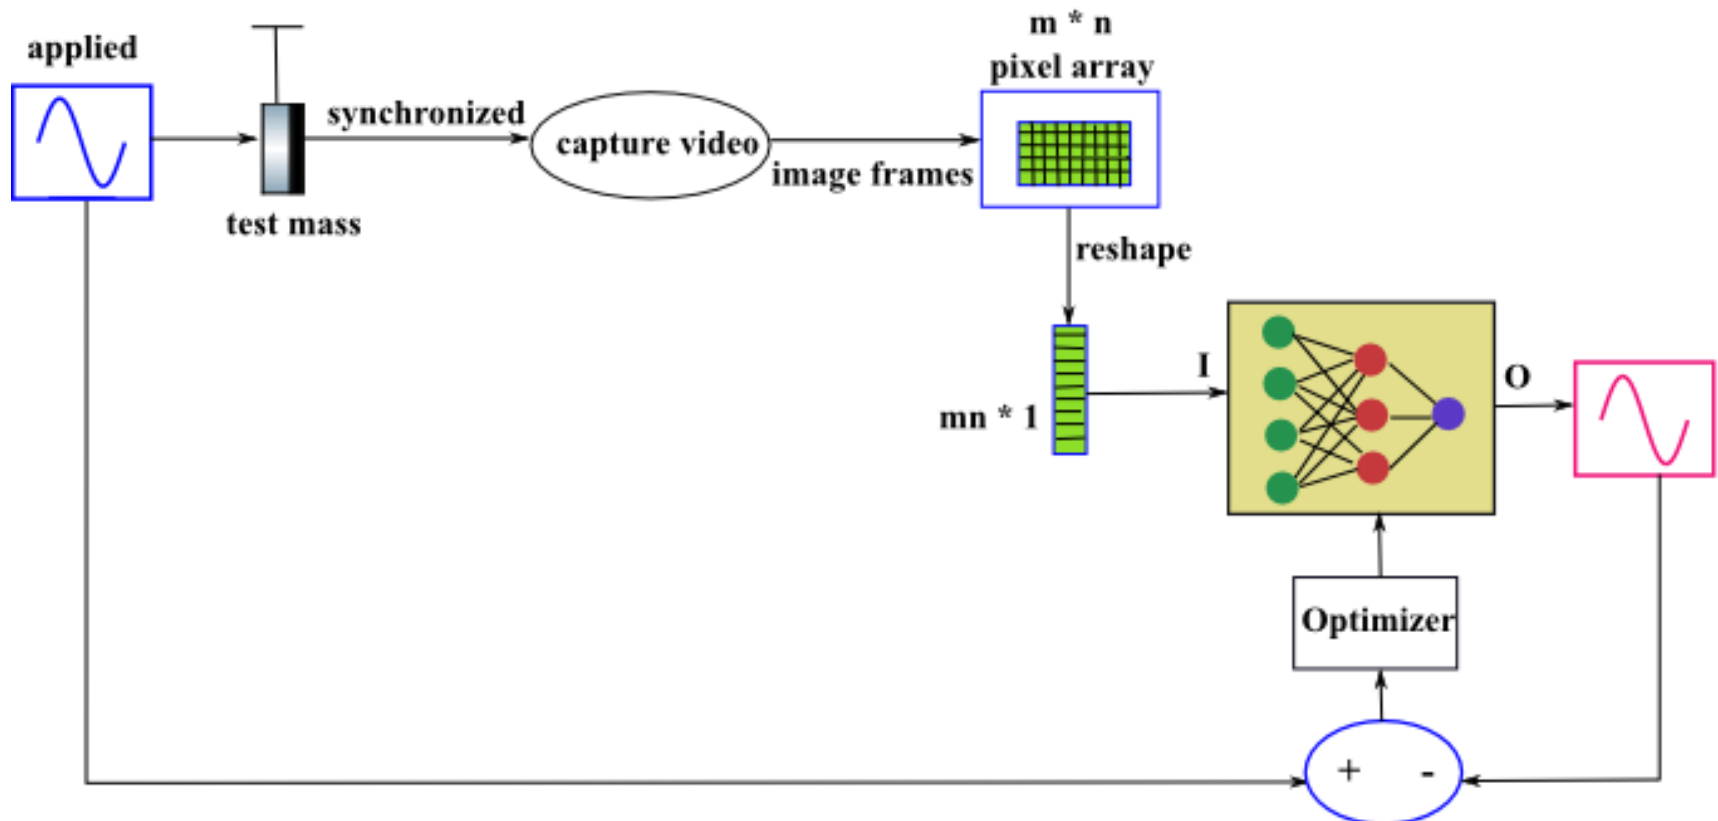 applied
test mass
synchronized
capture video
image frames
m * n
pixel array
reshape
mn * 1
I
O
Optimizer
+ -